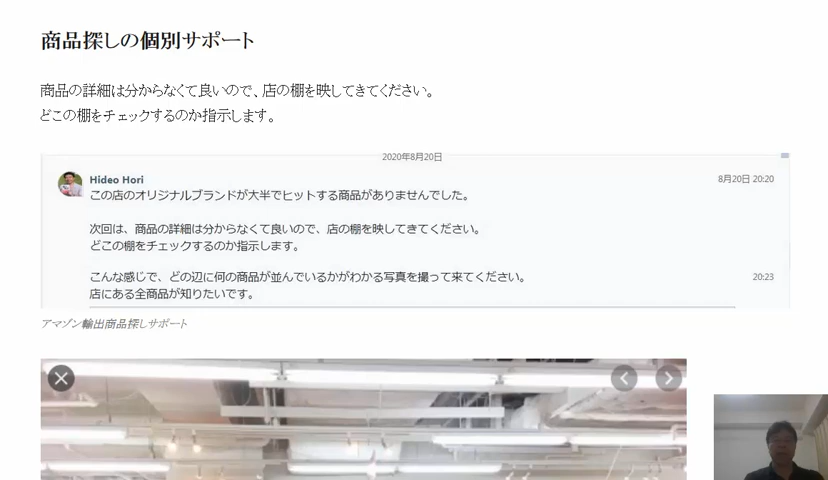 商品探しの個別サポート
商品の詳細は分からなくて良いので、店の棚を映してきてください。
どこの棚をチェックするのか指示します。
2020年8月20日
Hideo Hori
8月20日 20:20
この店のオリジナルブランドが大半でヒットする商品がありませんでした。
次回は、商品の詳細は分からなくて良いので、店の棚を映してきてください。
どこの棚をチェックするのか指示します。
こんな感じで、どの辺に何の商品が並んでいるかがわかる写真を撮って来てください。
20:23
店にある全商品が知りたいです。
アマゾン輸出商品探しサポート